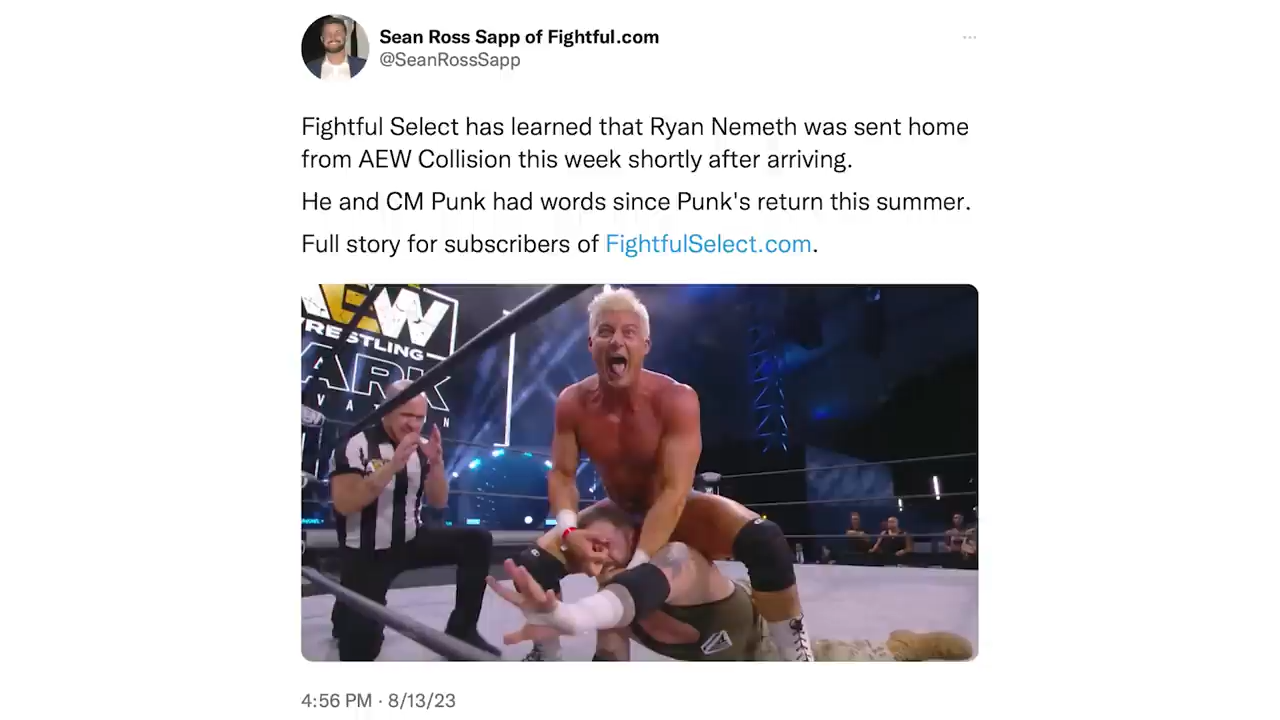 Sean Ross Sapp of Fightful.com
@SeanRossSapp
Fightful Select has learned that Ryan Nemeth was sent home
from AEW Collision this week shortly after arriving.
He and CM Punk had words since Punk's return this summer.
Full story for subscribers of FightfulSelect.com.
AEW
WRESTLING
4:56 PM · 8/13/23